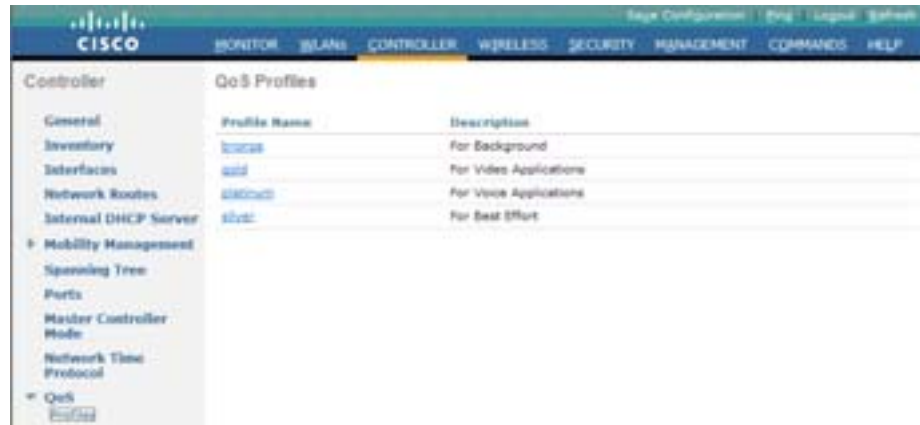 Save Configuration Ping Logout Refresh
CISCO
MONITOR WLANs CONTROLLER WIRELESS SECURITY MANAGEMENT COMMANDS HELP
Controller
QoS Profiles
General
Inventory
Interfaces
Network Routes
Internal DHCP Server
Mobility Management
Spanning Tree
Ports
Master Controller
Mode
Network Time
Protocol
QoS
Profiles
Profile Name Description
bronze For Background
gold For Video Applications
platinum For Voice Applications
silver For Best Effort